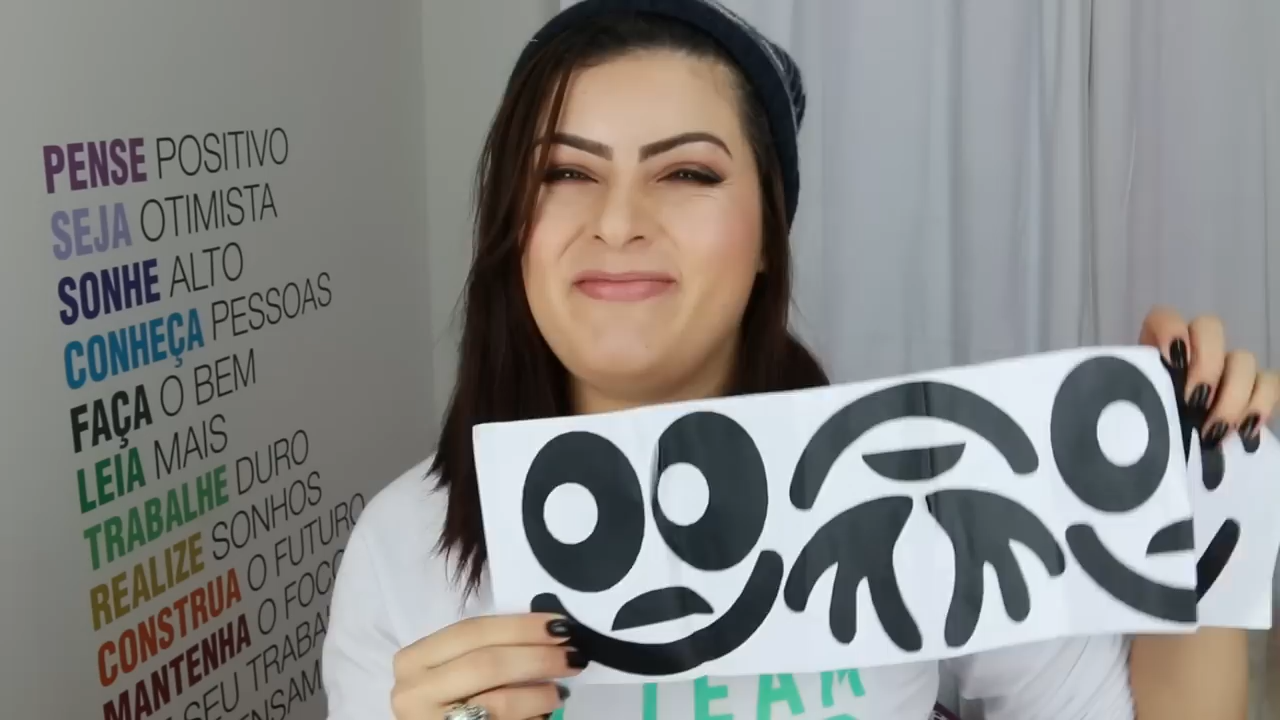 PENSE POSITIVO
SEJA OTIMISTA
SONHE ALTO
CONHEÇA PESSOAS
FAÇA O BEM
LEIA MAIS
TRABALHE DURO
REALIZE SONHOS
CONSTRUA O FUTURO
MANTENHA O FOCO
SEU
TEAM